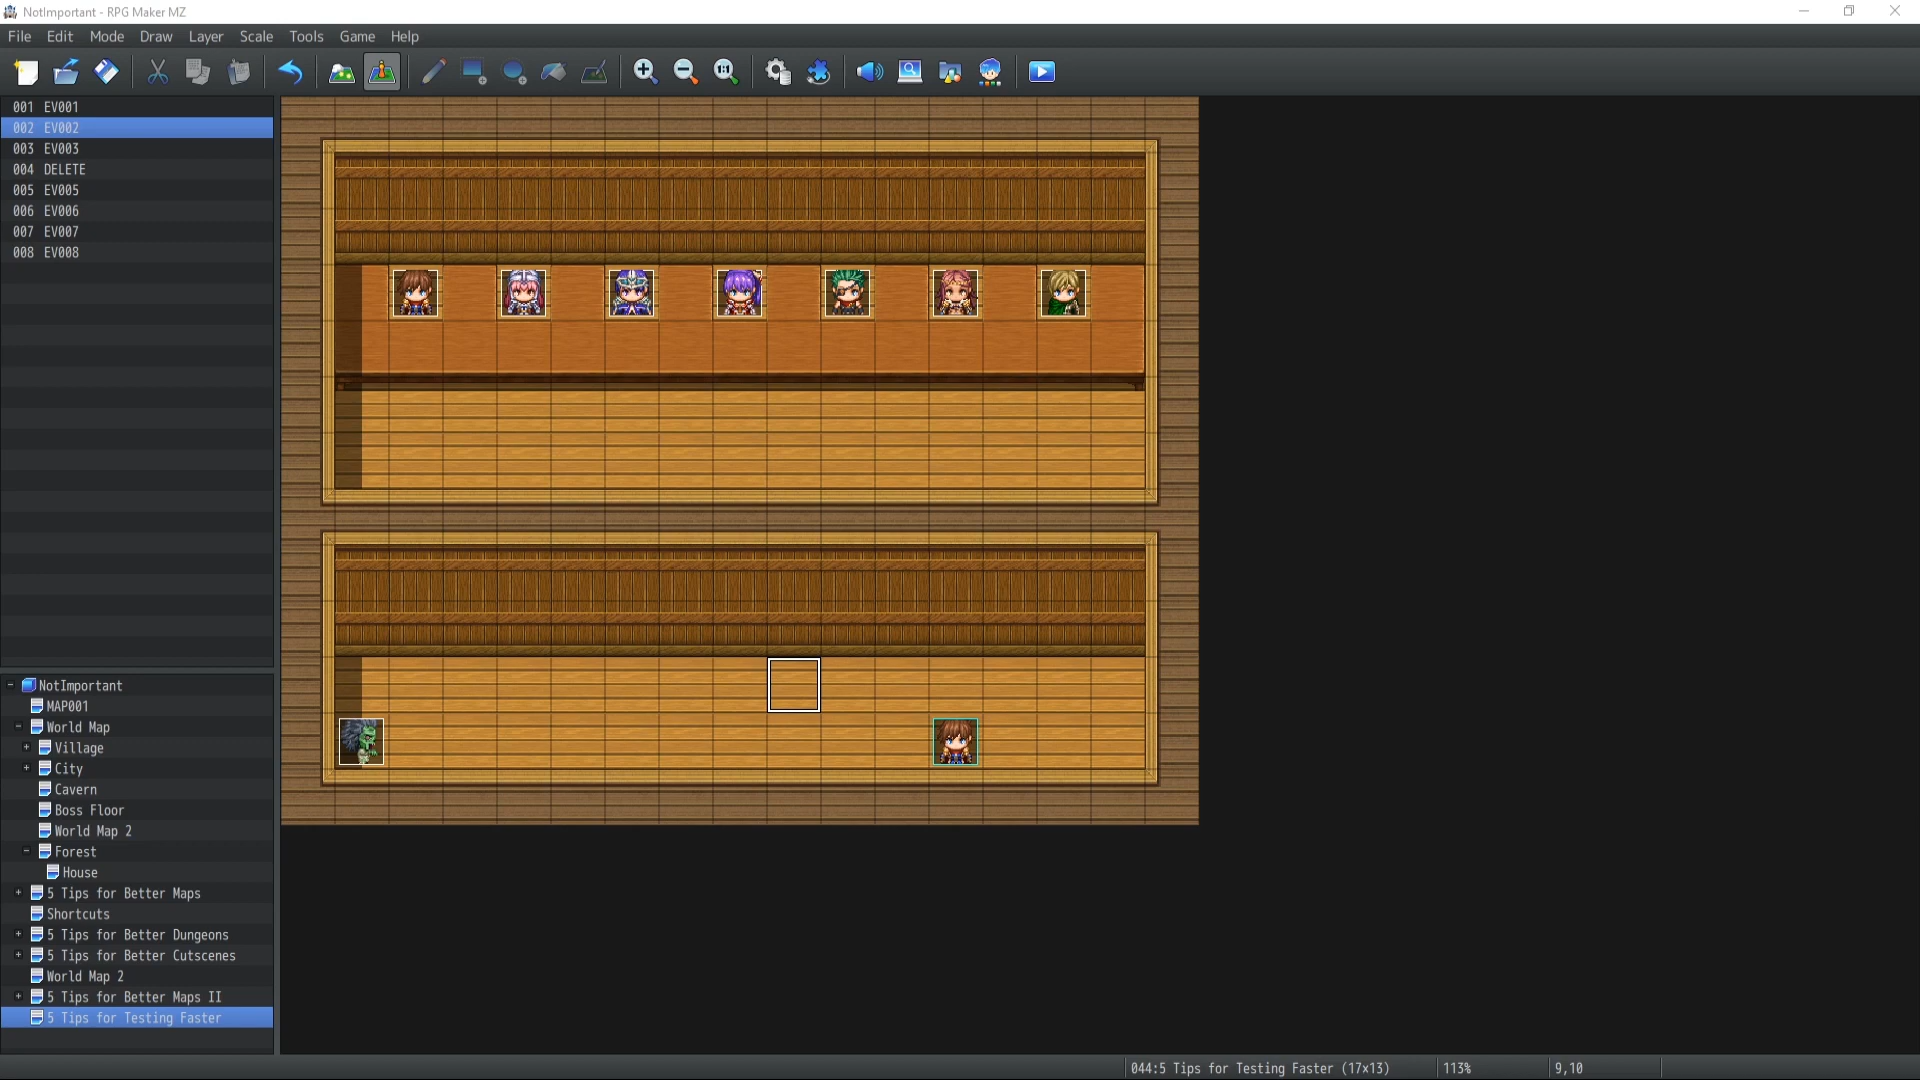 NotImportant - RPG Maker MZ
File Edit Mode Draw Layer Scale Tools Game Help
1:1
001 EV001
002 EV002
003 EV003
004 DELETE
005 EV005
006 EV006
007 EV007
008 EV008
NotImportant
MAP001
World Map
Village
City
Cavern
Boss Floor
World Map 2
Forest
House
5 Tips for Better Maps
Shortcuts
5 Tips for Better Dungeons
5 Tips for Better Cutscenes
World Map 2
5 Tips for Better Maps II
5 Tips for Testing Faster
044:5 Tips for Testing Faster (17×13) 113% 9,10